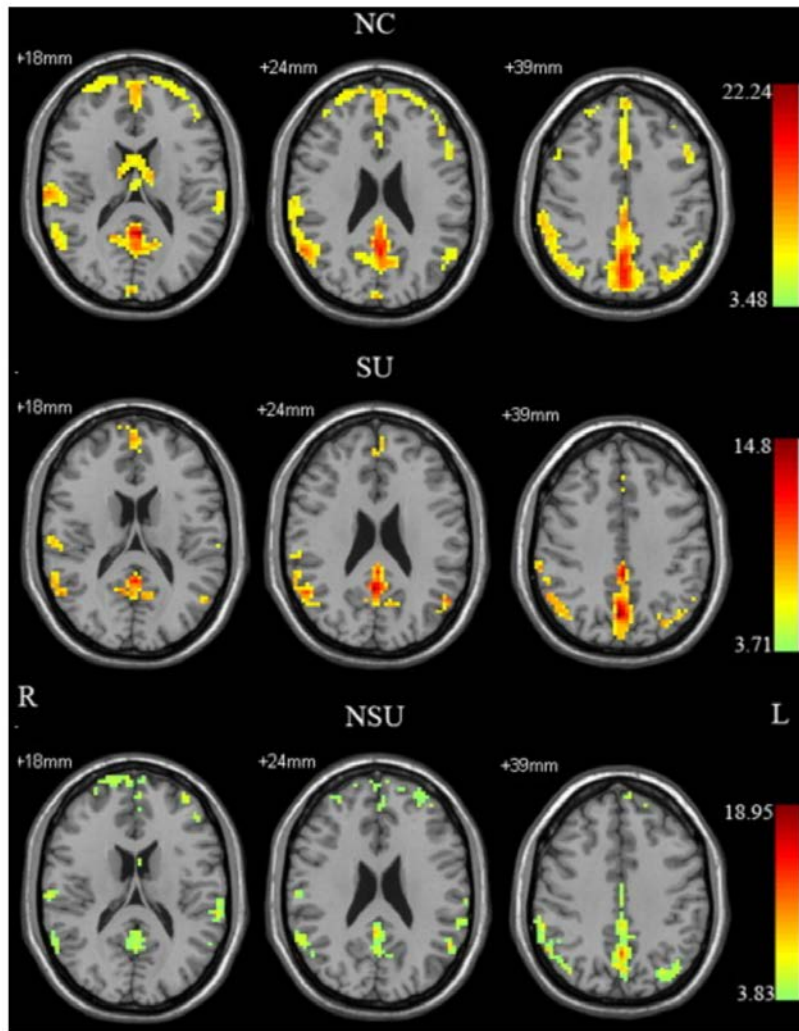 NC
+18mm
+24mm
+39mm
22.24
3.48
SU
+18mm
+24mm
+39mm
14.8
3.71
R
NSU
L
+18mm
+24mm
+39mm
18.95
3.83